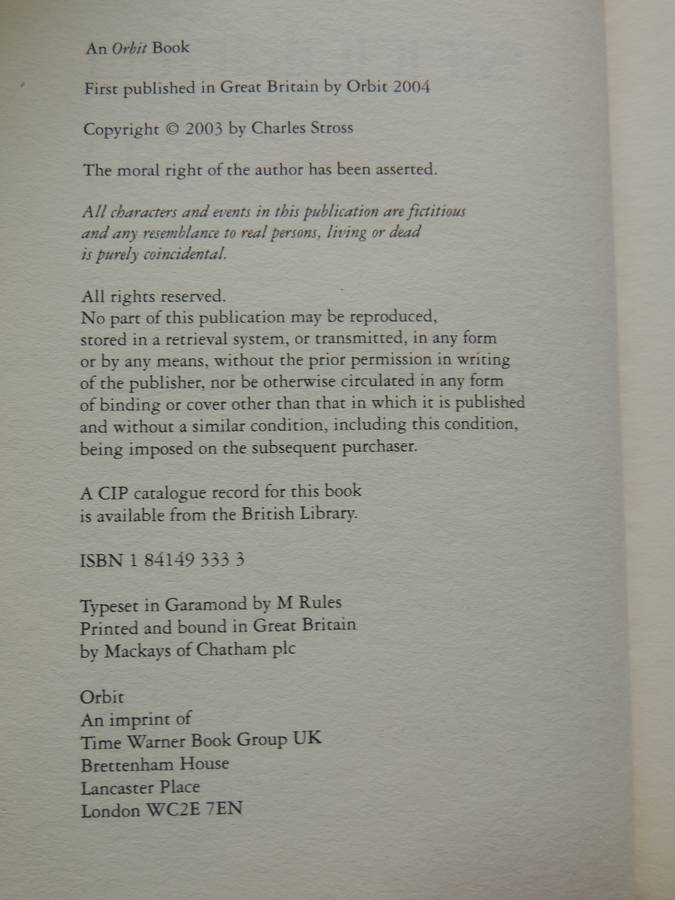 An Orbit Book
First published in Great Britain by Orbit 2004
Copyright © 2003 by Charles Stross
The moral right of the author has been asserted.
All characters and events in this publication are fictitious
and any resemblance to real persons, living or dead
is purely coincidental.
All rights reserved.
No part of this publication may be reproduced,
stored in a retrieval system, or transmitted, in any form
or by any means, without the prior permission in writing
of the publisher, nor be otherwise circulated in any form
of binding or cover other than that in which it is published
and without a similar condition, including this condition,
being imposed on the subsequent purchaser.
A CIP catalogue record for this book
is available from the British Library.
ISBN 1 84149 333 3
Typeset in Garamond by M Rules
Printed and bound in Great Britain
by Mackays of Chatham plc
Orbit
An imprint of
Time Warner Book Group UK
Brettenham House
Lancaster Place
London WC2E 7EN